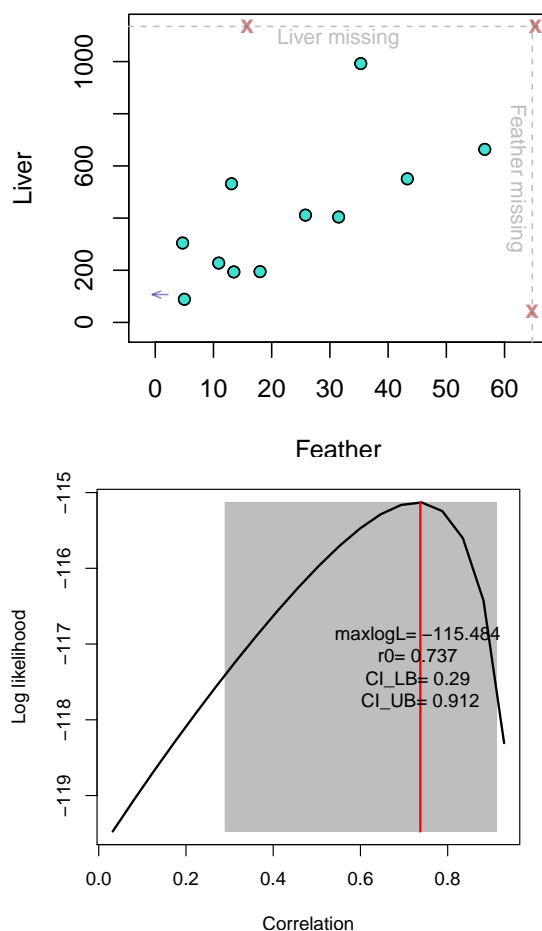 Liver missing
Feather missing
Liver
0
200
600
1000
0 10 20 30 40 50 60
Feather
Log likelihood
−119
−118
−117
−116
−115
maxlogL= −115.484
r0= 0.737
CI_LB= 0.29
CI_UB= 0.912
0.0 0.2 0.4 0.6 0.8
Correlation